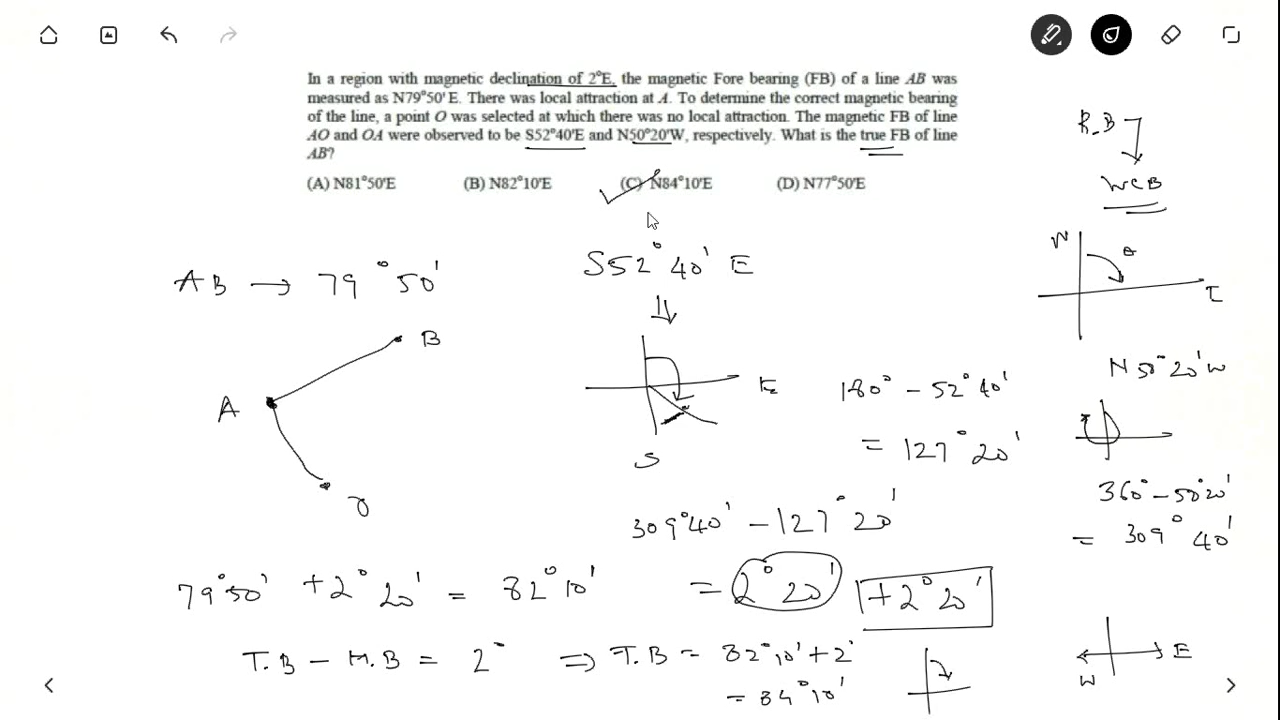 In a region with magnetic declination of 2°E, the magnetic Fore bearing (FB) of a line AB was
measured as N79°50'E. There was local attraction at A. To determine the correct magnetic bearing
of the line, a point O was selected at which there was no local attraction. The magnetic FB of line
AO and OA were observed to be S52°40'E and N50°20'W, respectively. What is the true FB of line
AB?
(A) N81°50'E (B) N82°10'E (C) N84°10'E (D) N77°50'E
R.B
WCB
N
θ
E
AB → 79°50'
S52°40' E
⇓
B
A
O
E
S
180° - 52°40'
= 127°20'
N 50°20' W
360° - 50°20'
= 309°40'
309°40' - 127°20'
= 2°20' +2°20'
79°50' +2°20' = 82°10'
T.B - M.B = 2° ⇒ T.B = 82°10' + 2°
= 84°10'
E
W